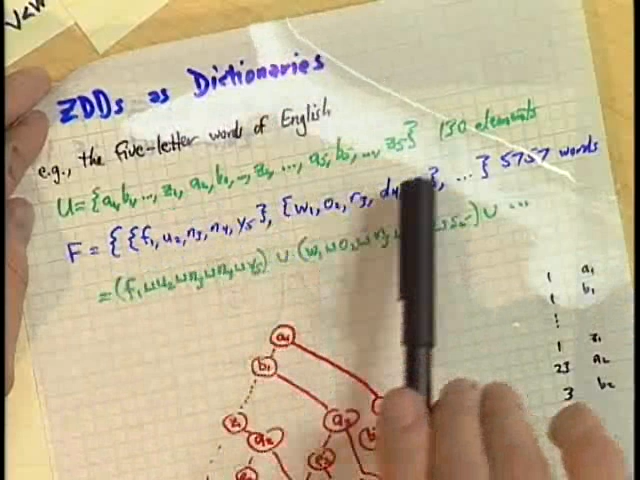 ZDDs as Dictionaries
e.g., the five-letter words of English
U = {a₁, b₁, ..., z₁, a₂, b₂, ..., z₂, ..., a₅, b₅, ..., z₅} 130 elements
F = {{f₁, u₂, n₃, n₄, y₅}, {w₁, o₂, r₃, d₄ }, ...} 5757 words
= (f₁ ⊔ u₂ ⊔ n₃ ⊔ n₄ ⊔ y₅) ∪ (w₁ ⊔ o₂ ⊔ r₃ ⊔ ⊔ s₅) ∪ ...
1 a₁
1 b₁
⋮
1 z₁
23 a₂
3 b₂
a₁
b₁
z₁ a₂ a₂